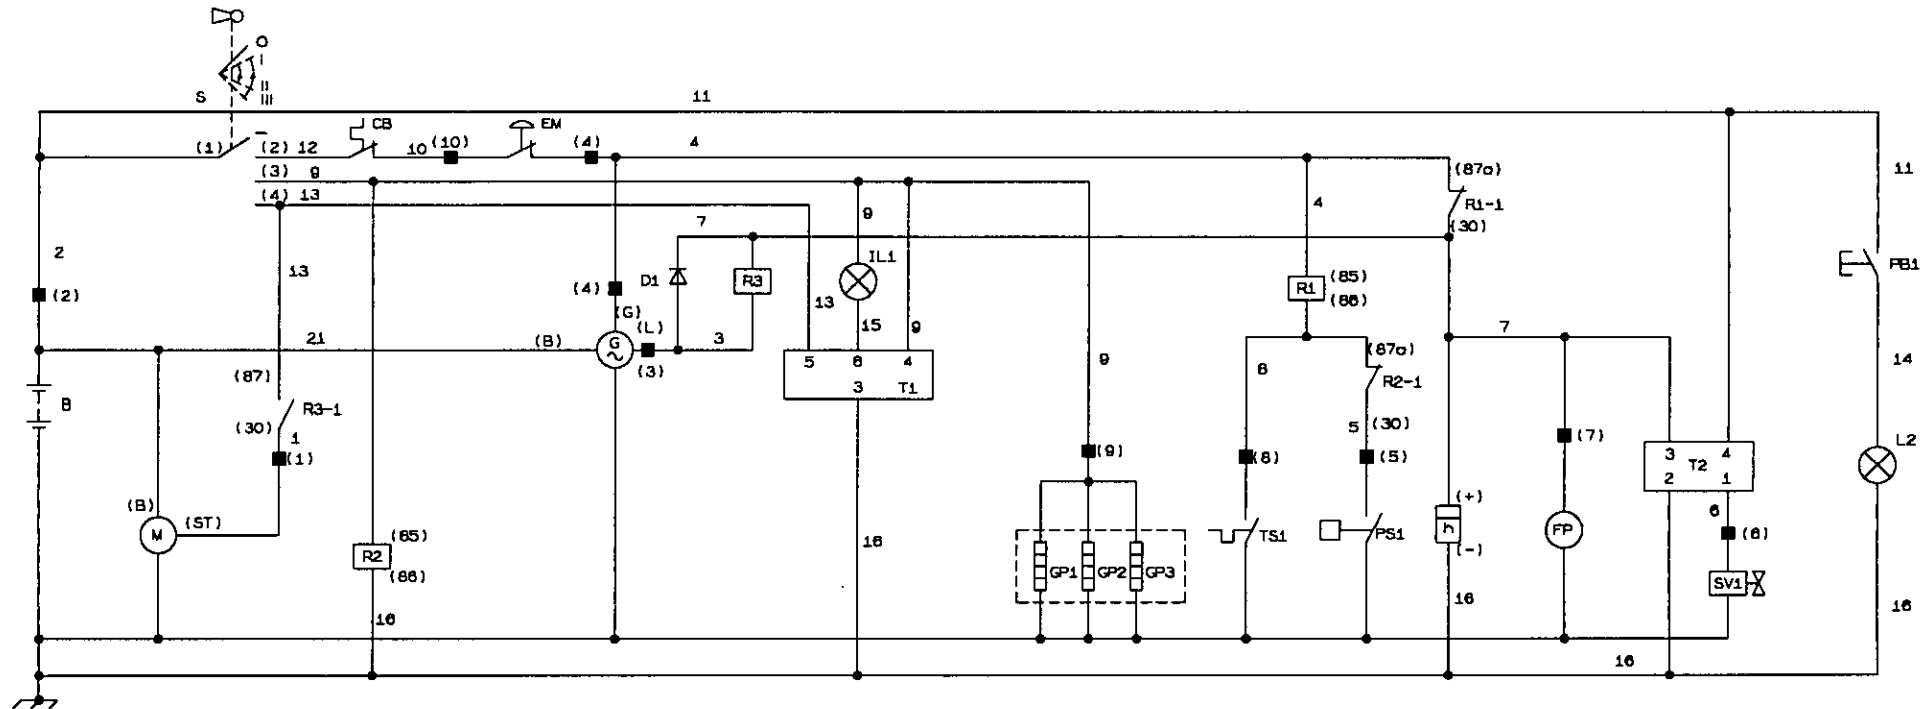 O
I
II
III
S
11
(1)
(2) 12
CB
10
(10)
EM
(4)
4
(3) 9
(4) 13
(87a)
R1-1
(30)
11
7
9
4
2
13
IL1
D1
R3
(4)
(G)
(L)
13
(85)
R1
(86)
PB1
(2)
15
9
21
(B)
G
3
(3)
7
(87)
5
6
4
3
T1
9
8
(87a)
R2-1
14
B
R3-1
(30)
1
(1)
5
(30)
(7)
(9)
(8)
(5)
3
4
T2
2
1
L2
(B)
(ST)
M
(+)
h
(-)
FP
6
(6)
TS1
PS1
(85)
R2
(86)
16
GP1
GP2
GP3
SV1
16
16
16
16